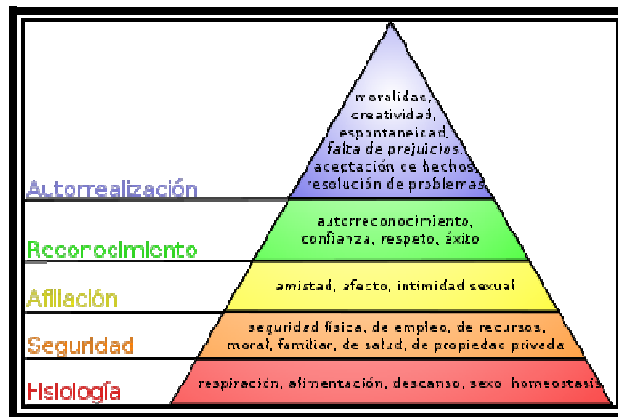 moralidad,
creatividad,
espontaneidad,
falta de prejuicios,
aceptación de hechos,
resolución de problemas
Autorrealización
autorreconocimiento,
confianza, respeto, éxito
Reconocimiento
amistad, afecto, intimidad sexual
Afiliación
seguridad física, de empleo, de recursos,
moral, familiar, de salud, de propiedad privada
Seguridad
respiración, alimentación, descanso, sexo, homeostasis
Fisiología